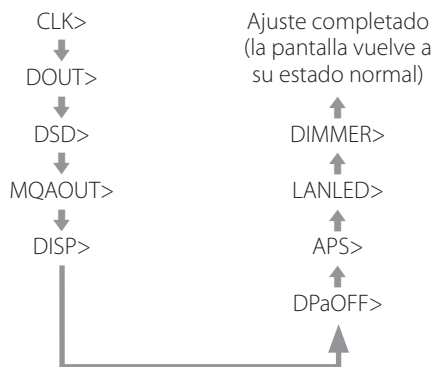 CLK>
DOUT>
DSD>
MQAOUT>
DISP>
DPaOFF>
APS>
LANLED>
DIMMER>
Ajuste completado
(la pantalla vuelve a
su estado normal)